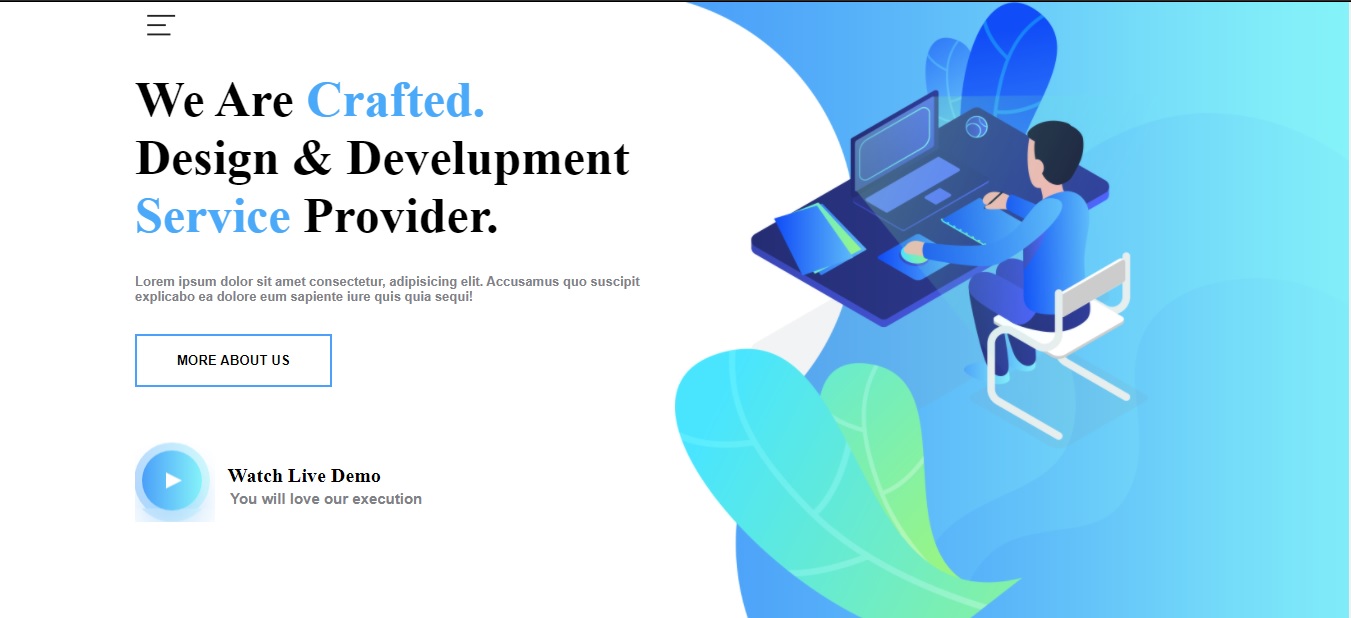 We Are Crafted.
Design & Develupment
Service Provider.
Lorem ipsum dolor sit amet consectetur, adipisicing elit. Accusamus quo suscipit
explicabo ea dolore eum sapiente iure quis quia sequi!
MORE ABOUT US
Watch Live Demo
You will love our execution